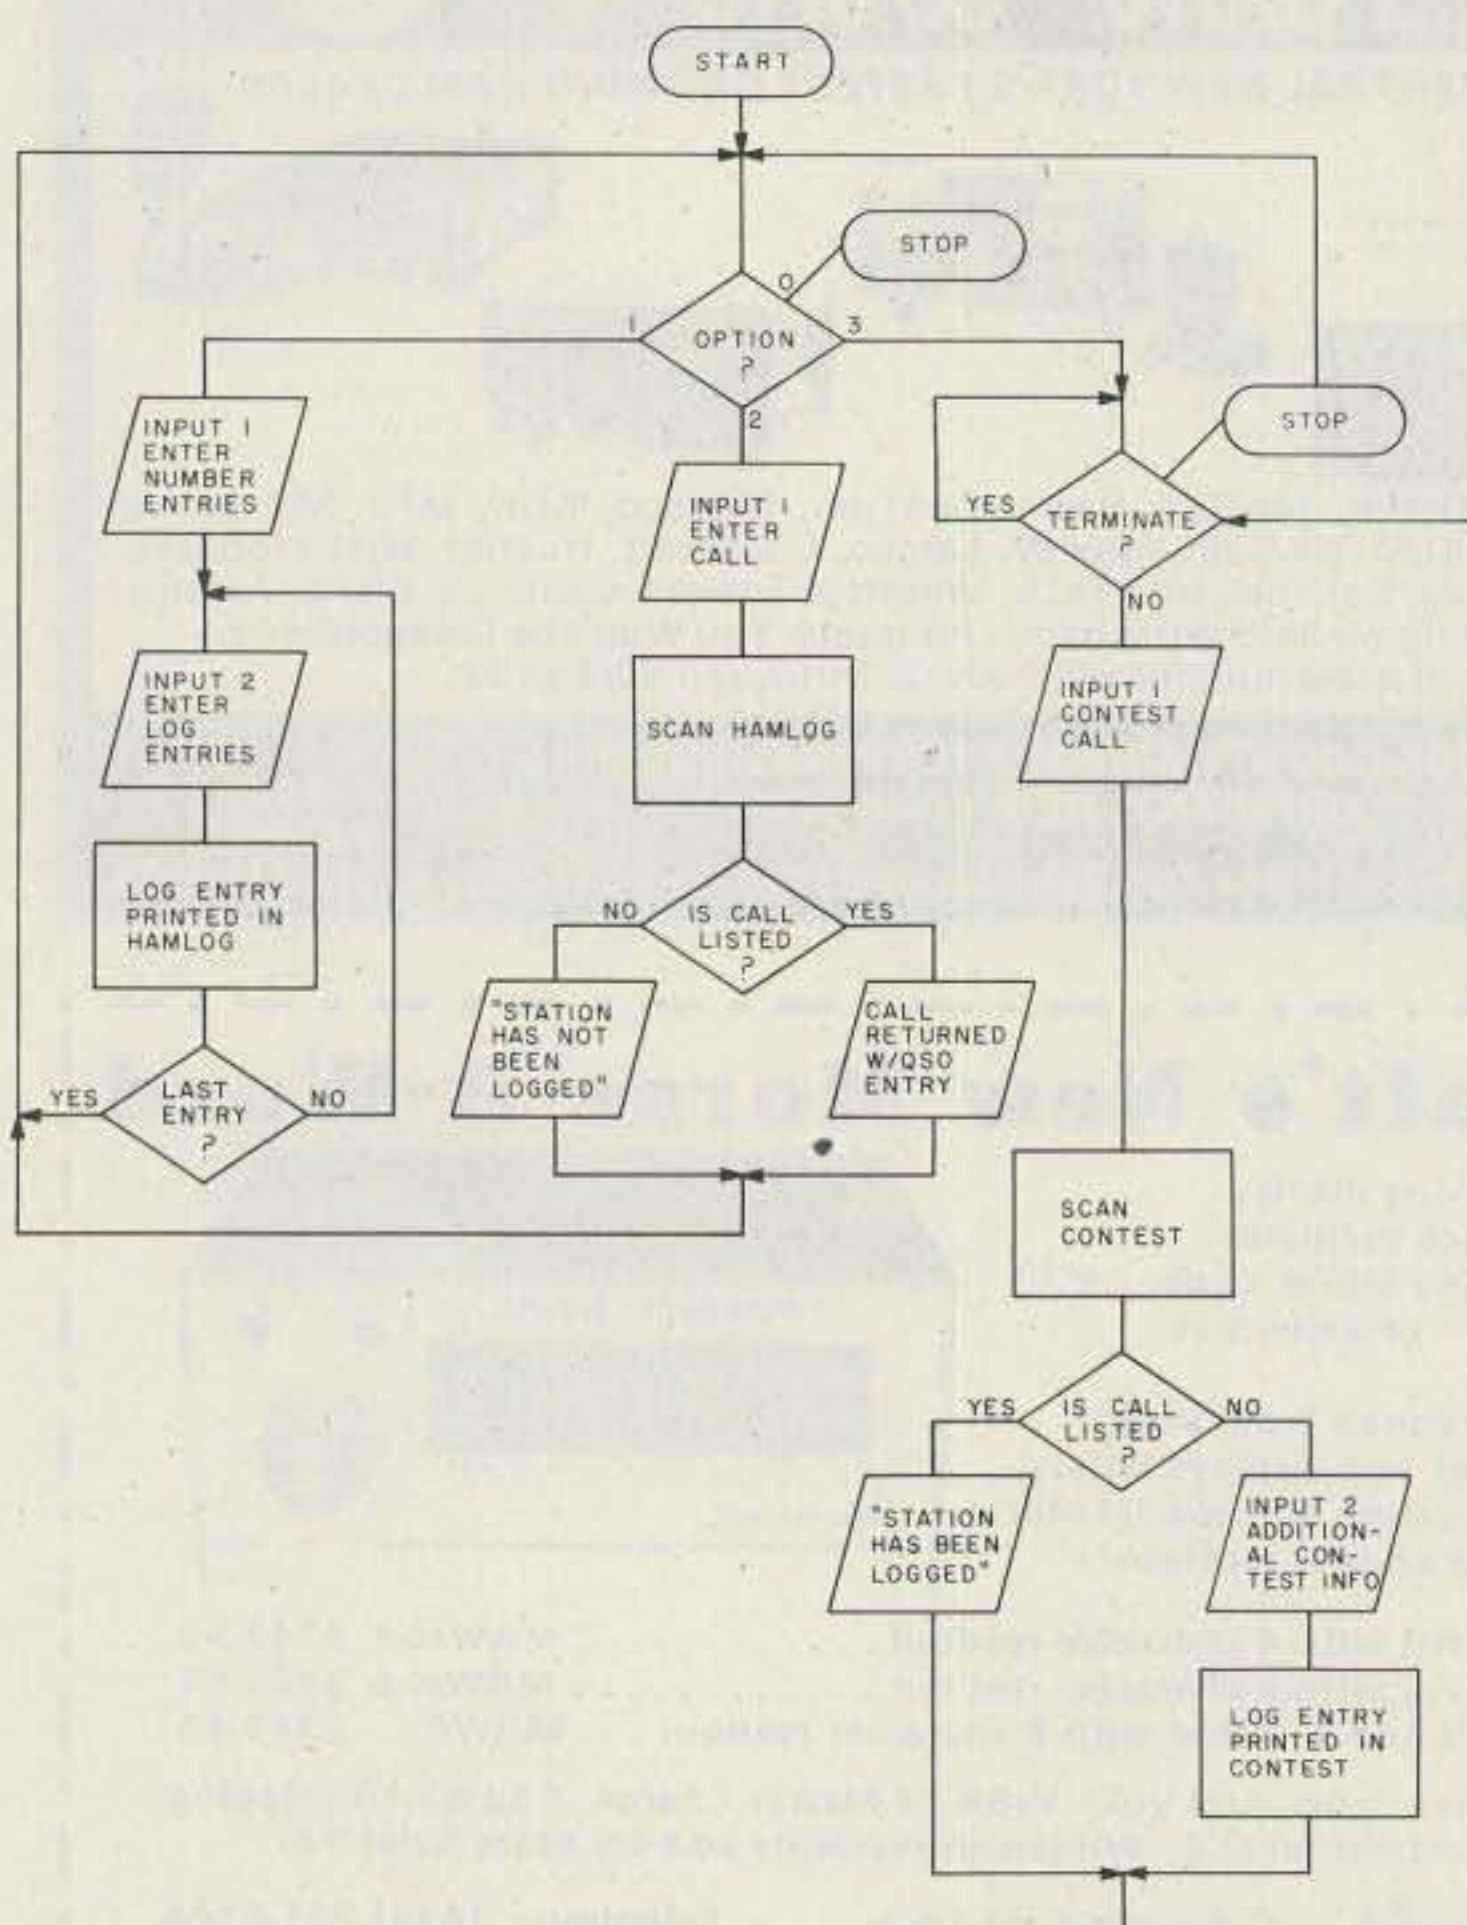 START
STOP
0
1
OPTION
?
3
2
INPUT 1
ENTER
NUMBER
ENTRIES
INPUT 1
ENTER
CALL
STOP
YES
TERMINATE
?
NO
INPUT 2
ENTER
LOG
ENTRIES
SCAN HAMLOG
INPUT 1
CONTEST
CALL
LOG ENTRY
PRINTED IN
HAMLOG
NO
IS CALL
LISTED
?
YES
"STATION
HAS NOT
BEEN
LOGGED"
CALL
RETURNED
W/QSO
ENTRY
YES
LAST
ENTRY
?
NO
SCAN
CONTEST
YES
IS CALL
LISTED
?
NO
"STATION
HAS BEEN
LOGGED"
INPUT 2
ADDITION-
AL CON-
TEST INFO
LOG ENTRY
PRINTED IN
CONTEST